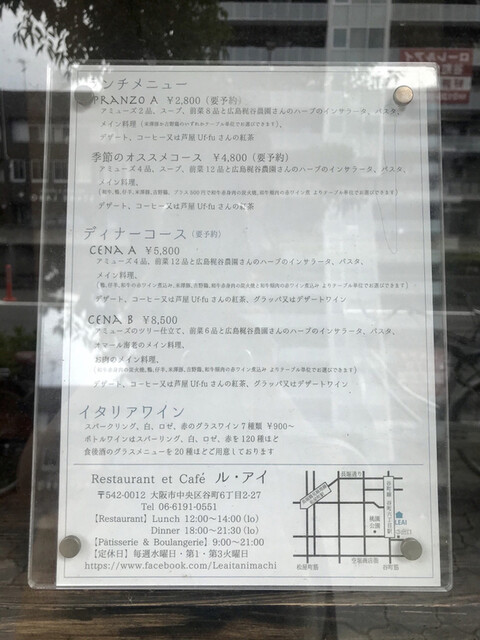 ランチメニュー
PRANZO A ￥2,800（要予約）
アミューズ2品、スープ、前菜8品と広島梶谷農園さんのハーブのインサラータ、パスタ、
メイン料理、
デザート、コーヒー又は芦屋 Uf-fu さんの紅茶
季節のオススメコース ￥4,800（要予約）
アミューズ4品、スープ、前菜12品と広島梶谷農園さんのハーブのインサラータ、パスタ、
メイン料理、
デザート、コーヒー又は芦屋 Uf-fu さんの紅茶
ディナーコース（要予約）
CENA A ￥5,800
アミューズ4品、前菜12品と広島梶谷農園さんのハーブのインサラータ、パスタ、
メイン料理、
デザート、コーヒー又は芦屋 Uf-fu さんの紅茶、グラッパ又はデザートワイン
CENA B ￥8,500
アミューズのツリー仕立て、前菜6品と広島梶谷農園さんのハーブのインサラータ、パスタ、
オマール海老のメイン料理、
お肉のメイン料理、
デザート、コーヒー又は芦屋 Uf-fu さんの紅茶、グラッパ又はデザートワイン
イタリアワイン
スパークリング、白、ロゼ、赤のグラスワイン7種類 ￥900～
ボトルワインはスパーリング、白、ロゼ、赤を120種ほど
食後酒のグラスメニューを20種ほどご用意しております
Restaurant et Café ル・アイ
〒542-0012 大阪市中央区谷町6丁目2-27
Tel 06-6191-0551
【Restaurant】Lunch 12:00~14:00 (lo)
Dinner 18:00~21:30 (lo)
【Pâtisserie & Boulangerie】9:00~21:00
【定休日】毎週水曜日・第1・第3火曜日
https://www.facebook.com/Leaitanimachi
長堀通り
桃園
公園
LEAI
松屋町筋
空堀商店街
谷町筋